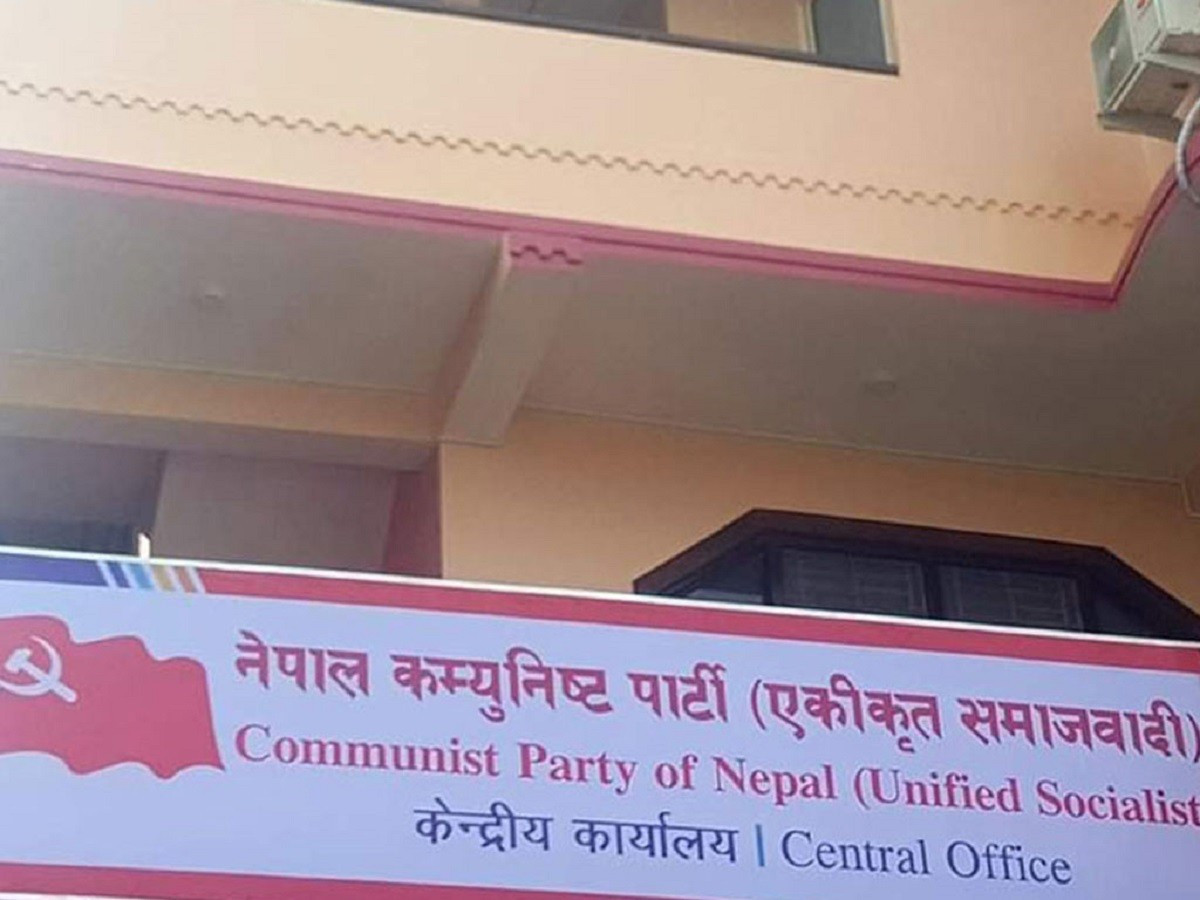 नेपाल कम्युनिष्ट पार्टी (एकीकृत समाजवादी)
Communist Party of Nepal (Unified Socialist
केन्द्रीय कार्यालय | Central Office